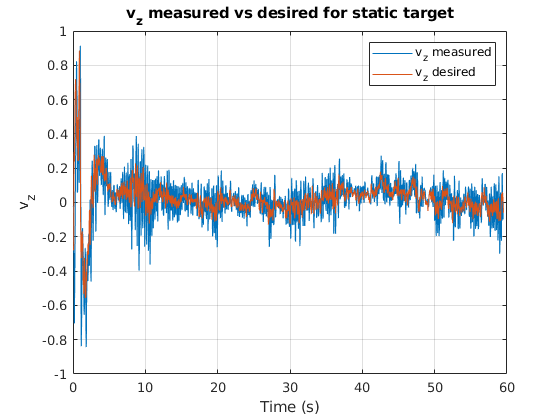 v_z measured vs desired for static target
v_z measured
v_z desired
1
0.8
0.6
0.4
0.2
0
-0.2
-0.4
-0.6
-0.8
-1
v_z
0 10 20 30 40 50 60
Time (s)